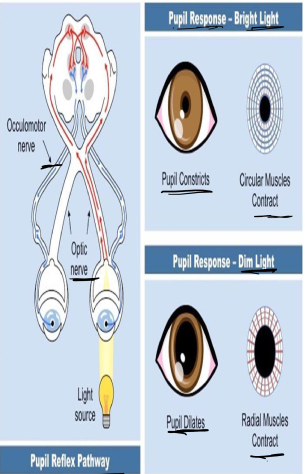 Occulomotor
nerve
Optic
nerve
Light
source
Pupil Reflex Pathway
Pupil Response – Bright Light
Pupil Constricts
Circular Muscles
Contract
Pupil Response – Dim Light
Pupil Dilates
Radial Muscles
Contract